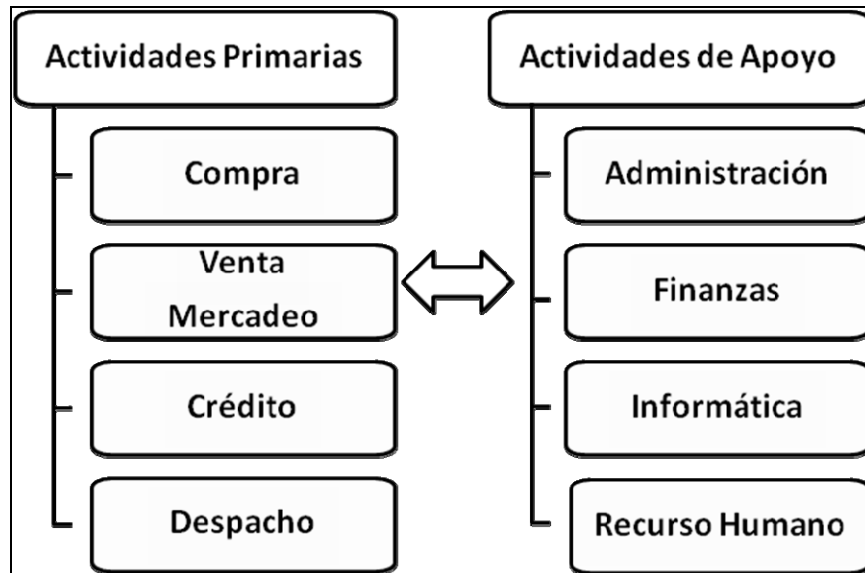 Actividades Primarias
Compra
Venta
Mercadeo
Crédito
Despacho
Actividades de Apoyo
Administración
Finanzas
Informática
Recurso Humano